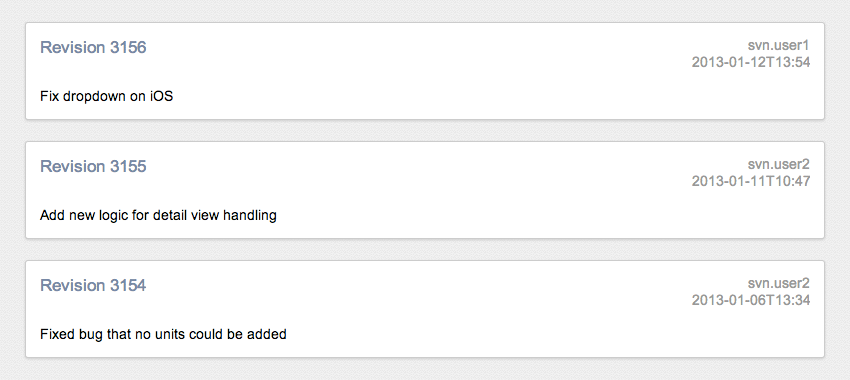 Revision 3156
svn.user1
2013-01-12T13:54
Fix dropdown on iOS
Revision 3155
svn.user2
2013-01-11T10:47
Add new logic for detail view handling
Revision 3154
svn.user2
2013-01-06T13:34
Fixed bug that no units could be added